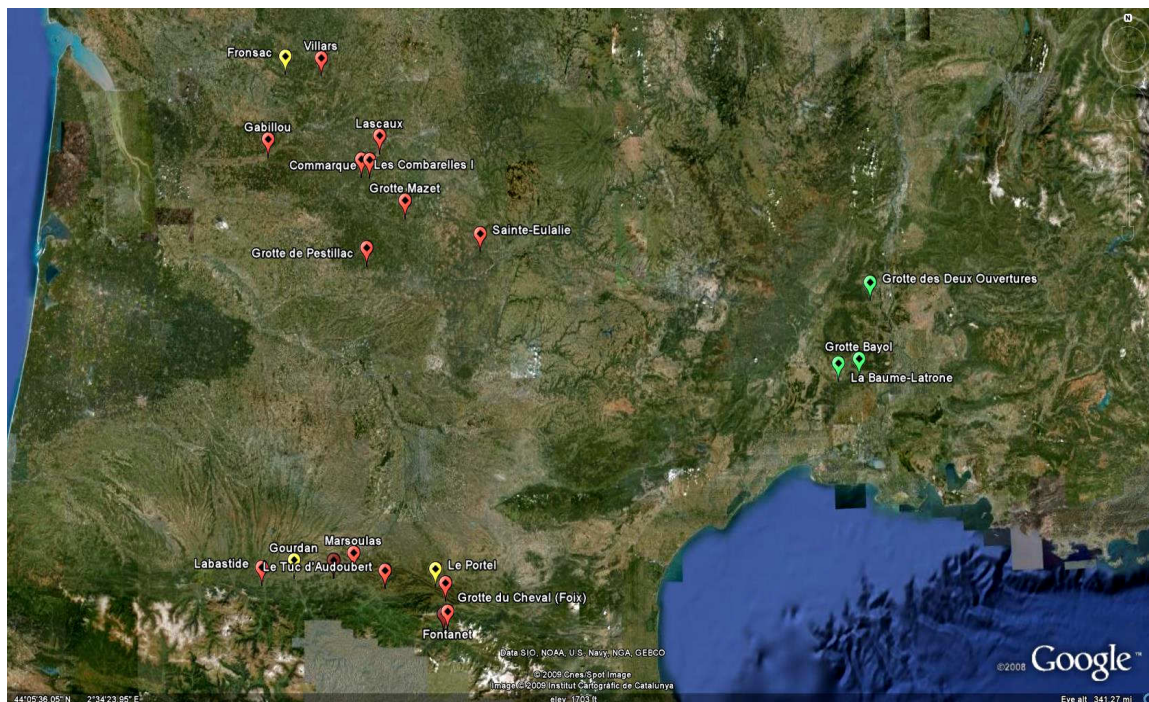 N
Fronsac
Villars
Gabillou
Lascaux
Commarque
Les Combarelles I
Grotte Mazet
Sainte-Eulalie
Grotte de Pestillac
Grotte des Deux Ouvertures
Grotte Bayol
La Baume-Latrone
Marsoulas
Gourdan
Labastide
Le Tuc d'Audoubert
Le Portel
Grotte du Cheval (Foix)
Fontanet
Data SIO, NOAA, U.S. Navy, NGA, GEBCO
© 2009 Cnes/Spot Image
Image © 2009 Institut Cartogràfic de Catalunya
©2008 Google™
44°05'36.05" N 2°34'23.95" E elev 1703 ft Eye alt 341.27 mi